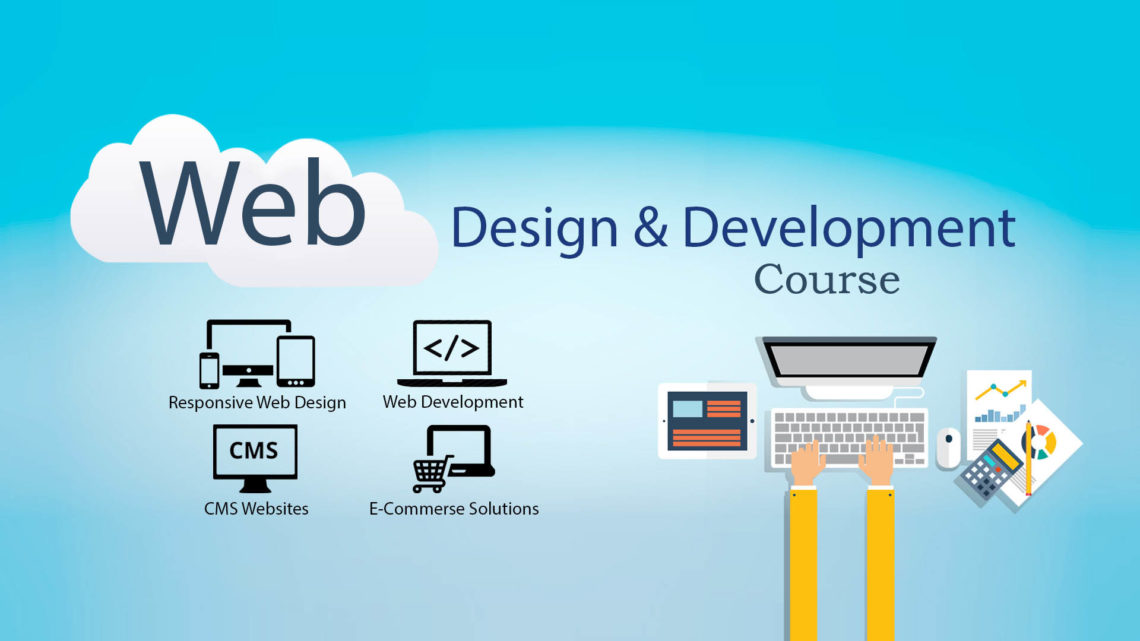 Web
Design & Development
Course
</>
Responsive Web Design
Web Development
CMS
CMS Websites
E-Commerse Solutions